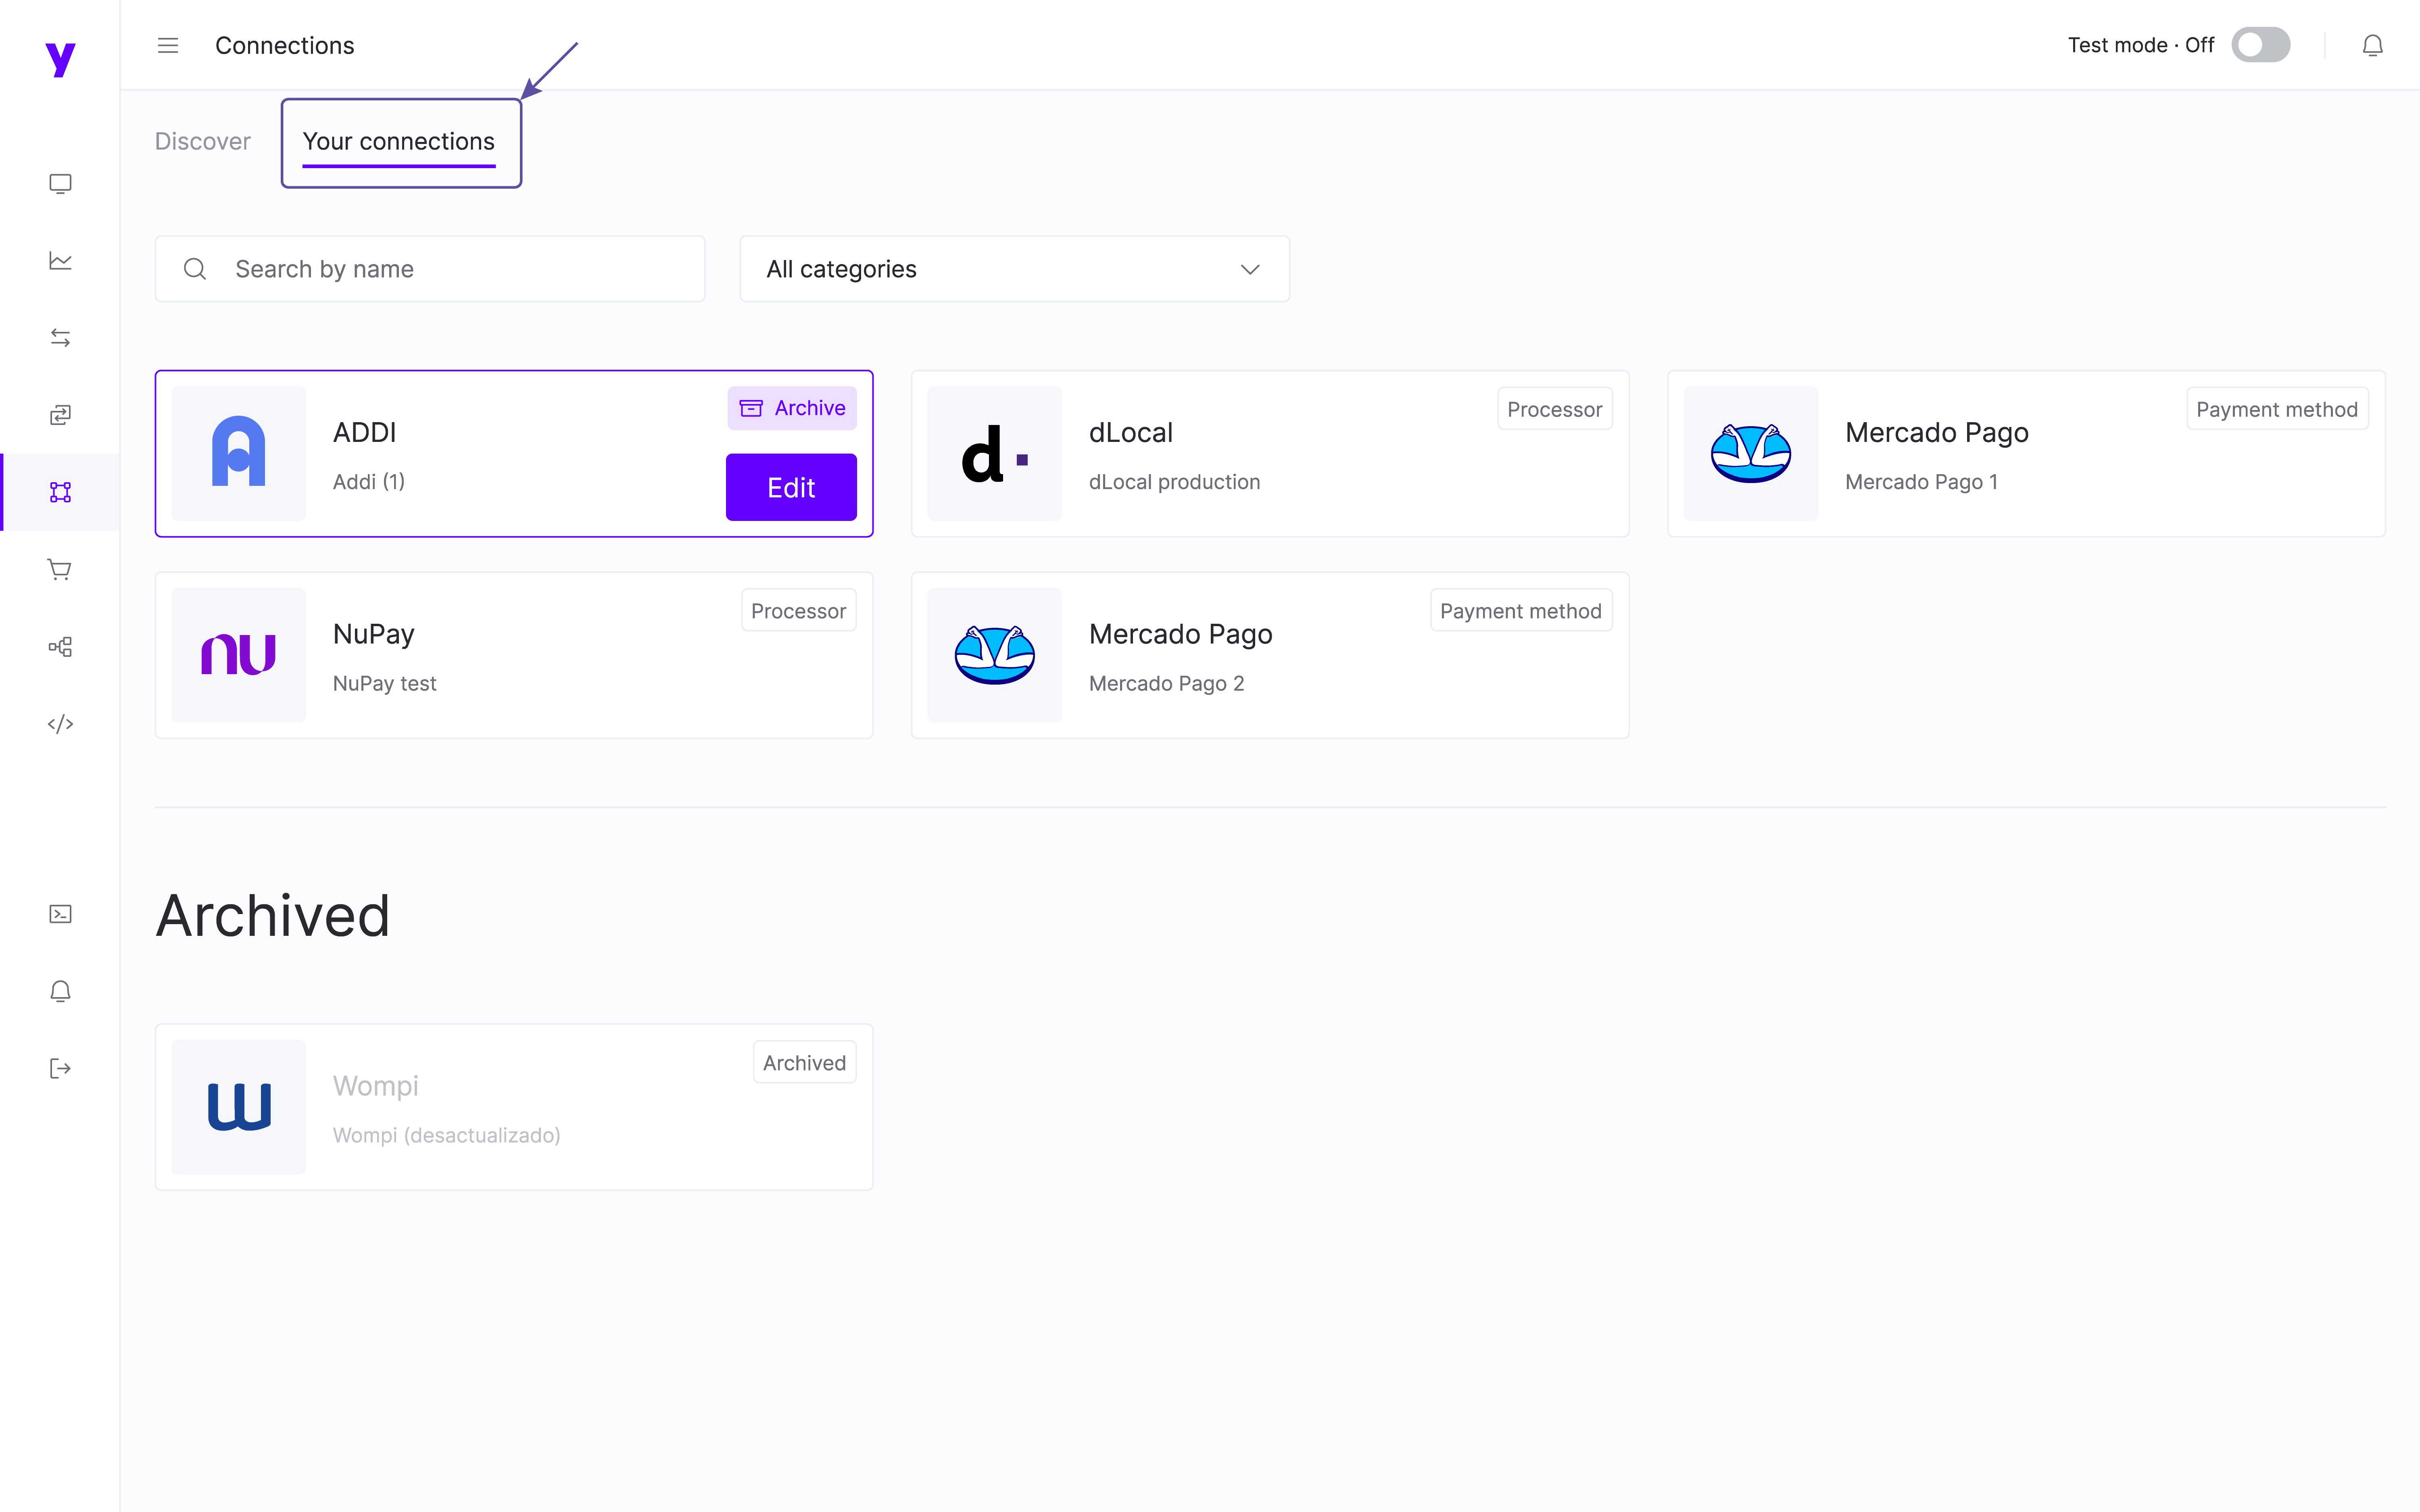 y
Connections
Test mode · Off
Discover
Your connections
Search by name
All categories
ADDI
Addi (1)
Archive
Edit
d
dLocal
dLocal production
Processor
Mercado Pago
Mercado Pago 1
Payment method
nu
NuPay
NuPay test
Processor
Mercado Pago
Mercado Pago 2
Payment method
Archived
W
Wompi
Wompi (desactualizado)
Archived